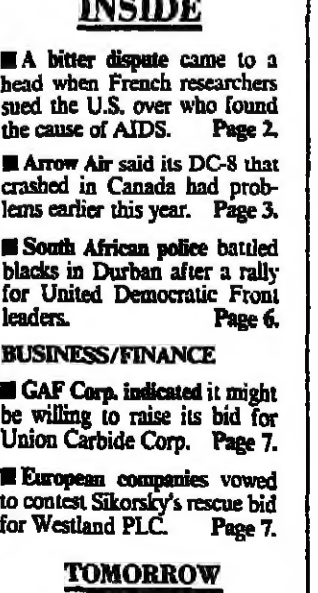 INSIDE
■ A bitter dispute came to a
head when French researchers
sued the U.S. over who found
the cause of AIDS. Page 2.
■ Arrow Air said its DC-8 that
crashed in Canada had prob-
lems earlier this year. Page 3.
■ South African police battled
blacks in Durban after a rally
for United Democratic Front
leaders. Page 6.
BUSINESS/FINANCE
■ GAF Corp. indicated it might
be willing to raise its bid for
Union Carbide Corp. Page 7.
■ European companies vowed
to contest Sikorsky's rescue bid
for Westland PLC. Page 7.
TOMORROW